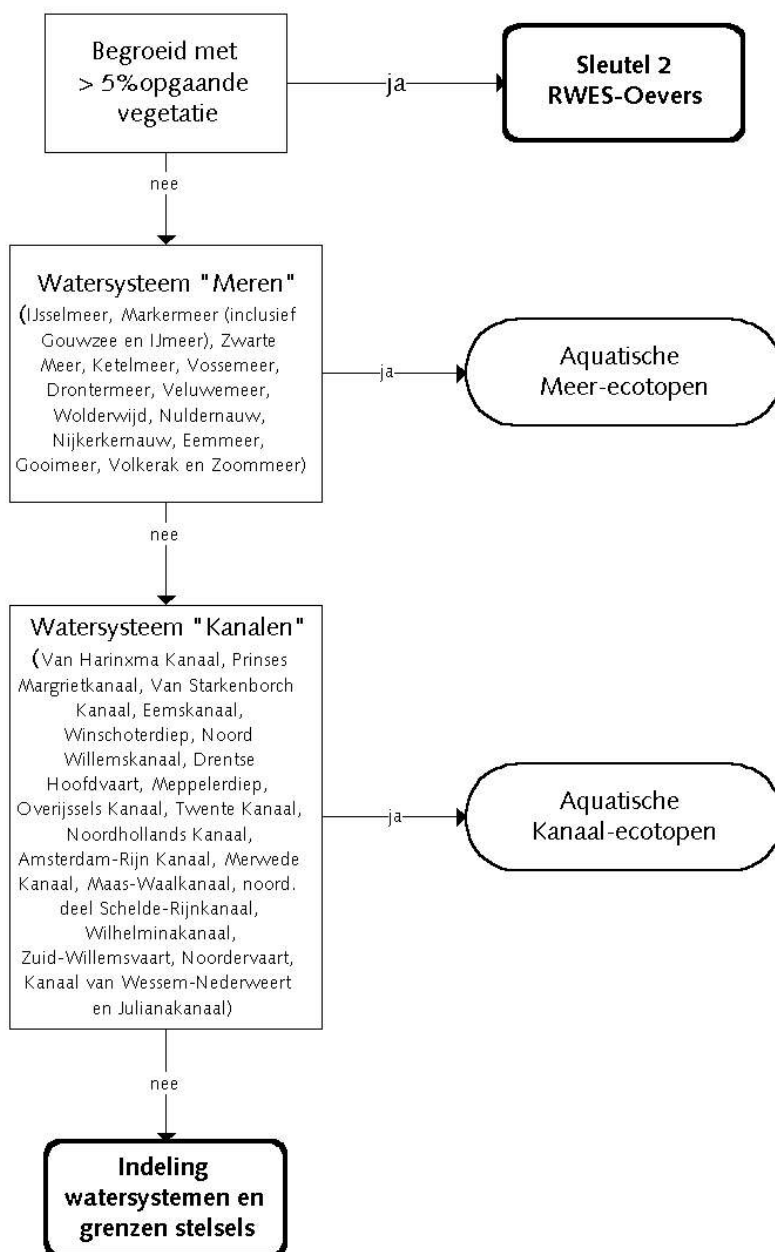 Begroeid met
> 5%opgaande
vegetatie
ja
Sleutel 2
RWES-Oevers
nee
Watersysteem "Meren"
(IJsselmeer, Markermeer (inclusief
Gouwzee en IJmeer), Zwarte
Meer, Ketelmeer, Vossemeer,
Drontermeer, Veluwemeer,
Wolderwijd, Nuldernauw,
Nijkerkernauw, Eemmeer,
Gooimeer, Volkerak en Zoommeer)
ja
Aquatische
Meer-ecotopen
nee
Watersysteem "Kanalen"
(Van Harinxma Kanaal, Prinses
Margrietkanaal, Van Starkenborch
Kanaal, Eemskanaal,
Winschoterdiep, Noord
Willemskanaal, Drentse
Hoofdvaart, Meppelerdiep,
Overijssels Kanaal, Twente Kanaal,
Noordhollands Kanaal,
Amsterdam-Rijn Kanaal, Merwede
Kanaal, Maas-Waalkanaal, noord.
deel Schelde-Rijnkanaal,
Wilhelminakanaal,
Zuid-Willemsvaart, Noordervaart,
Kanaal van Wessem-Nederweert
en Julianakanaal)
ja
Aquatische
Kanaal-ecotopen
nee
Indeling
watersystemen en
grenzen stelsels